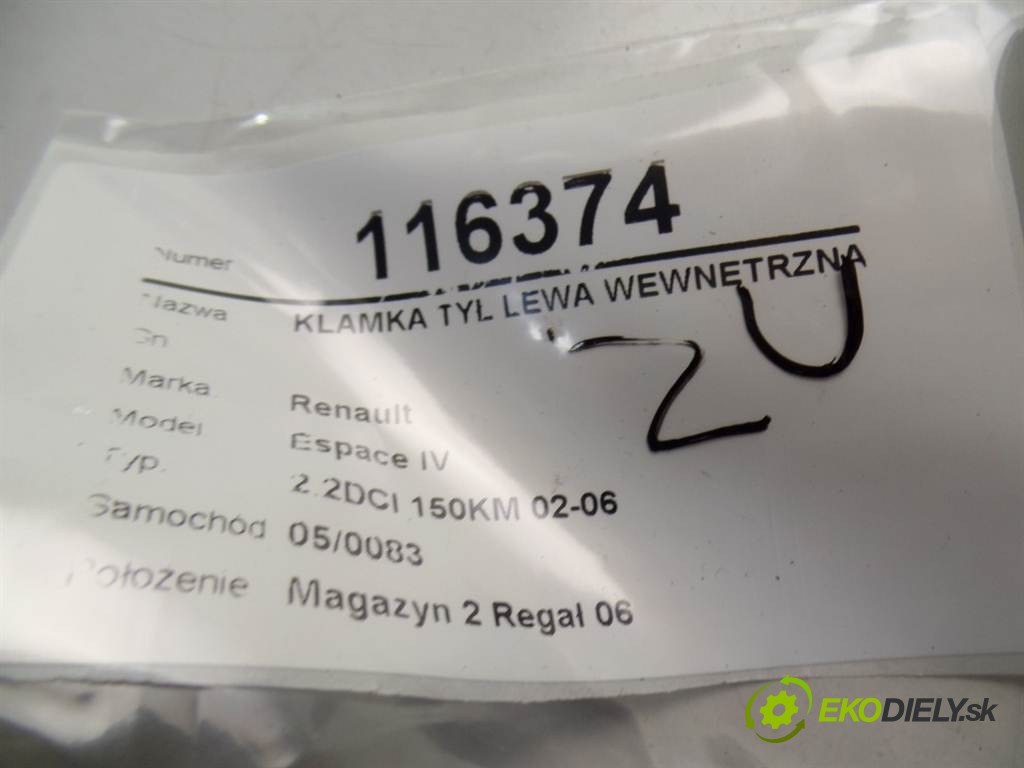 Numer 116374
Nazwa KLAMKA TYŁ LEWA WEWNĘTRZNA
Sn
ZU
Marka Renault
Model Espace IV
Typ. 2.2DCI 150KM 02-06
Samochód 05/0083
Położenie Magazyn 2 Regał 06
EKODIELY.sk